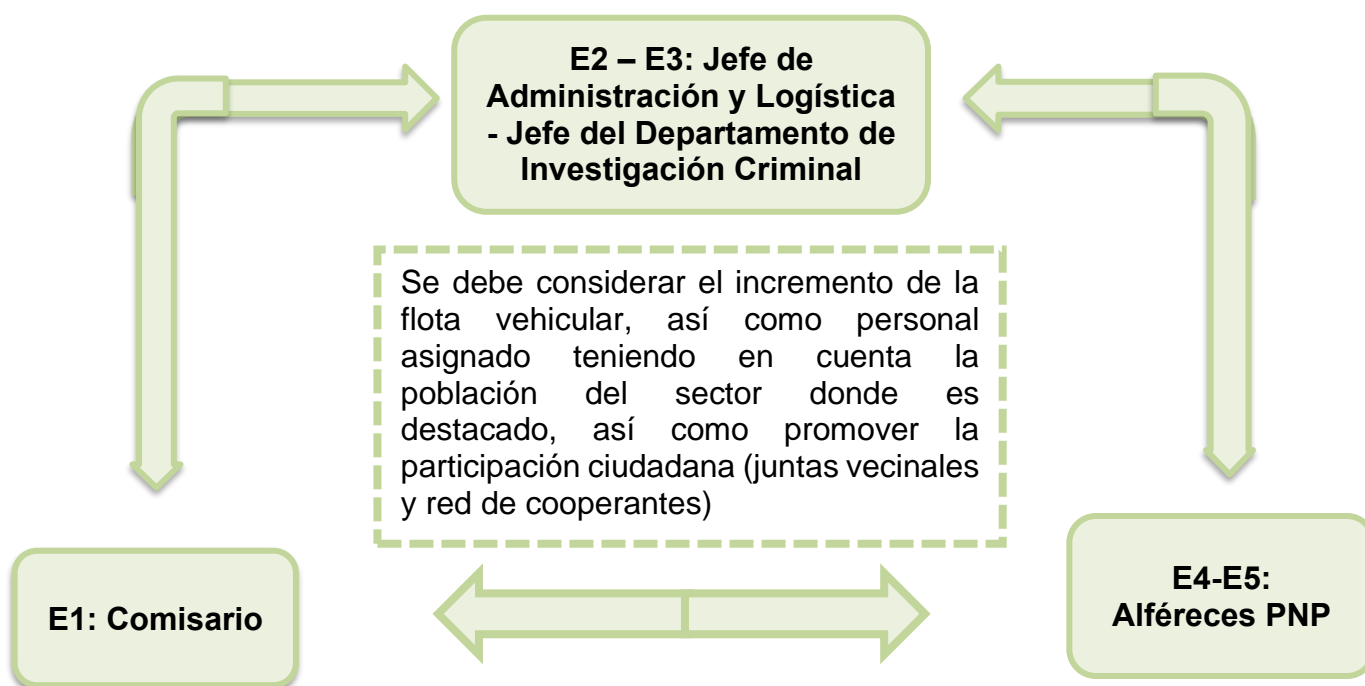 E2 – E3: Jefe de
Administración y Logística
- Jefe del Departamento de
Investigación Criminal
Se debe considerar el incremento de la
flota vehicular, así como personal
asignado teniendo en cuenta la
población del sector donde es
destacado, así como promover la
participación ciudadana (juntas vecinales
y red de cooperantes)
E1: Comisario
E4-E5:
Alféreces PNP